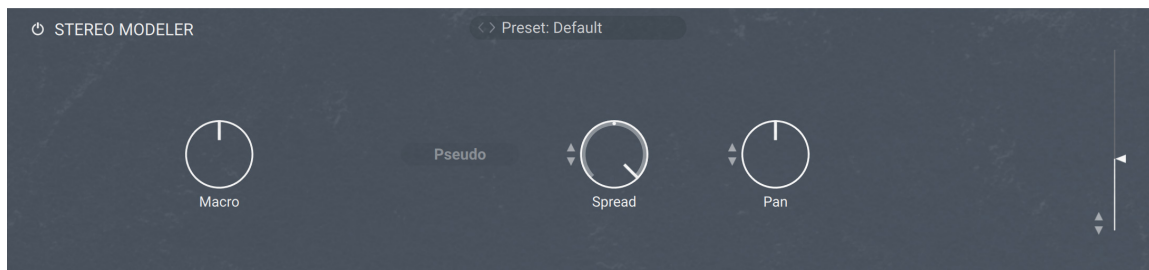 STEREO MODELER
Preset: Default
Pseudo
Macro
Spread
Pan